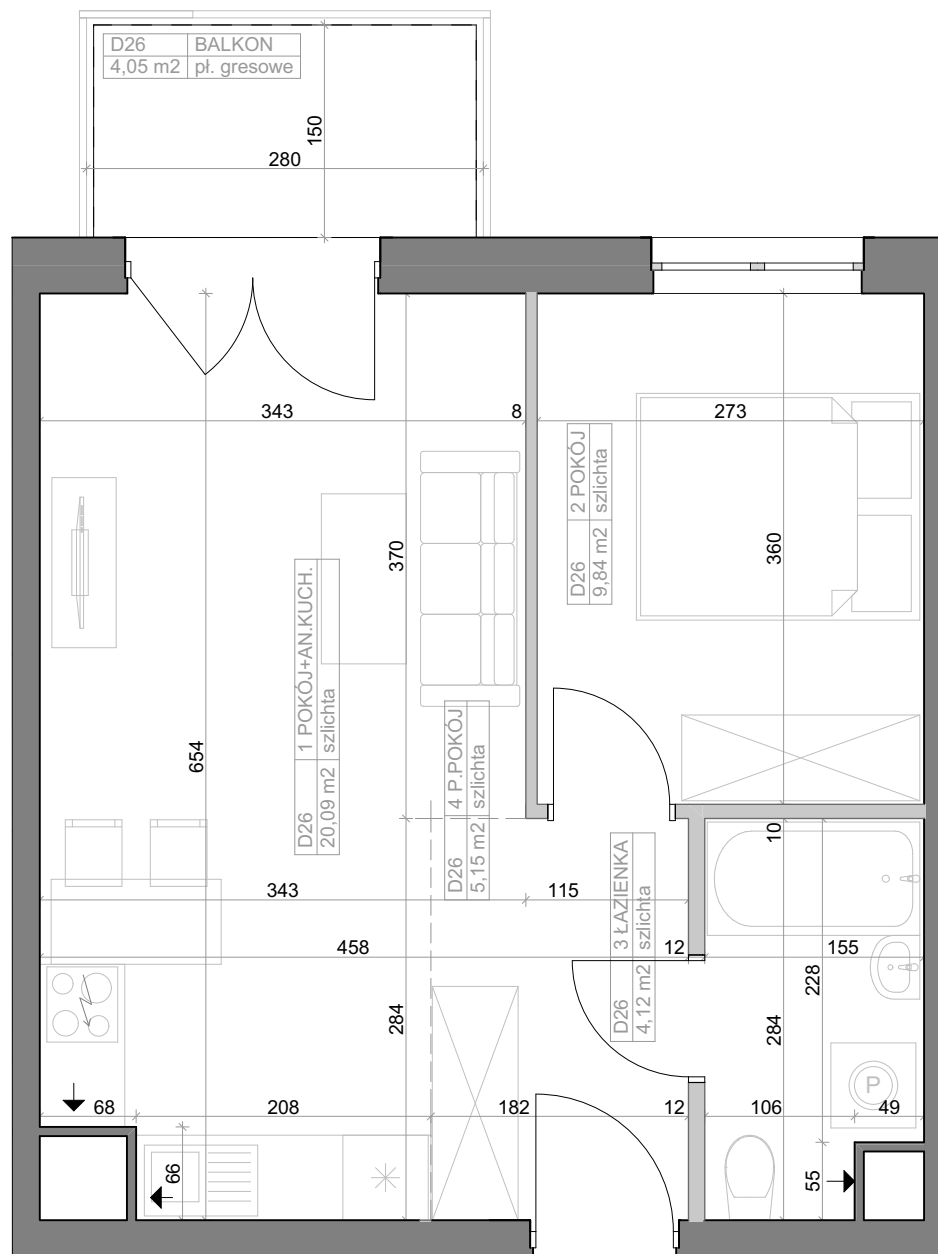 D26 BALKON
4,05 m2 pł. gresowe
150
280
343
8
273
D26 2 POKÓJ
9,84 m2 szlichta
370
360
D26 1 POKÓJ+AN.KUCH.
20,09 m2 szlichta
654
D26 4 P.POKÓJ
5,15 m2 szlichta
10
D26 3 ŁAZIENKA
4,12 m2 szlichta
343
115
458
12
155
228
284
284
P
68
208
182
12
106
49
66
55